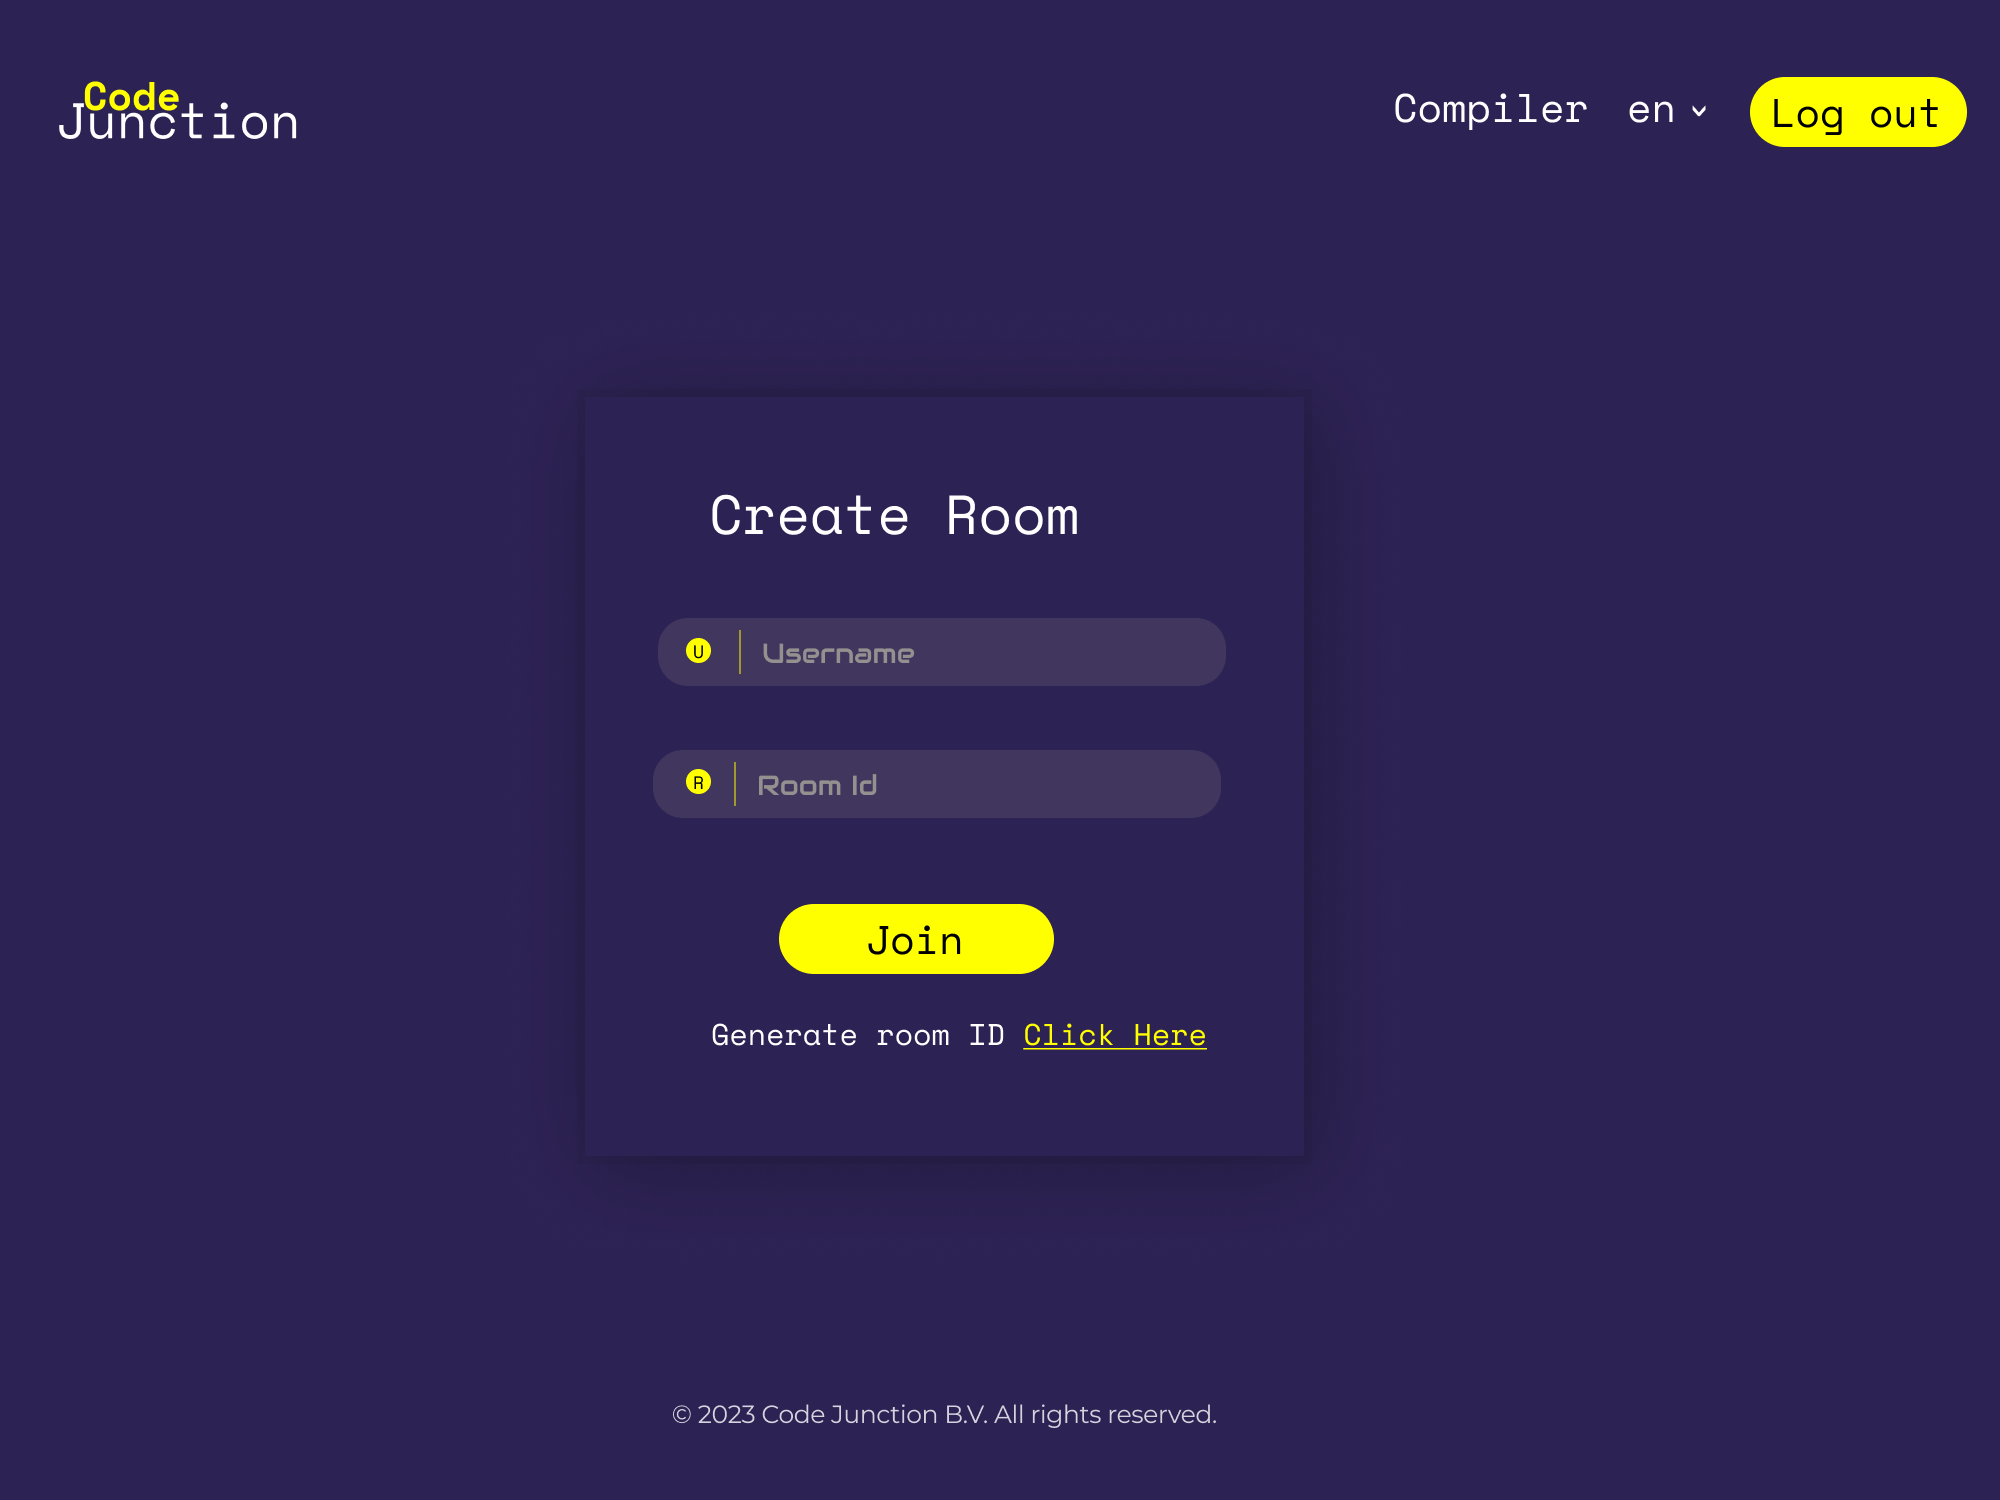 Code
Junction
Compiler en Log out
Create Room
U Username
R Room Id
Join
Generate room ID Click Here
© 2023 Code Junction B.V. All rights reserved.